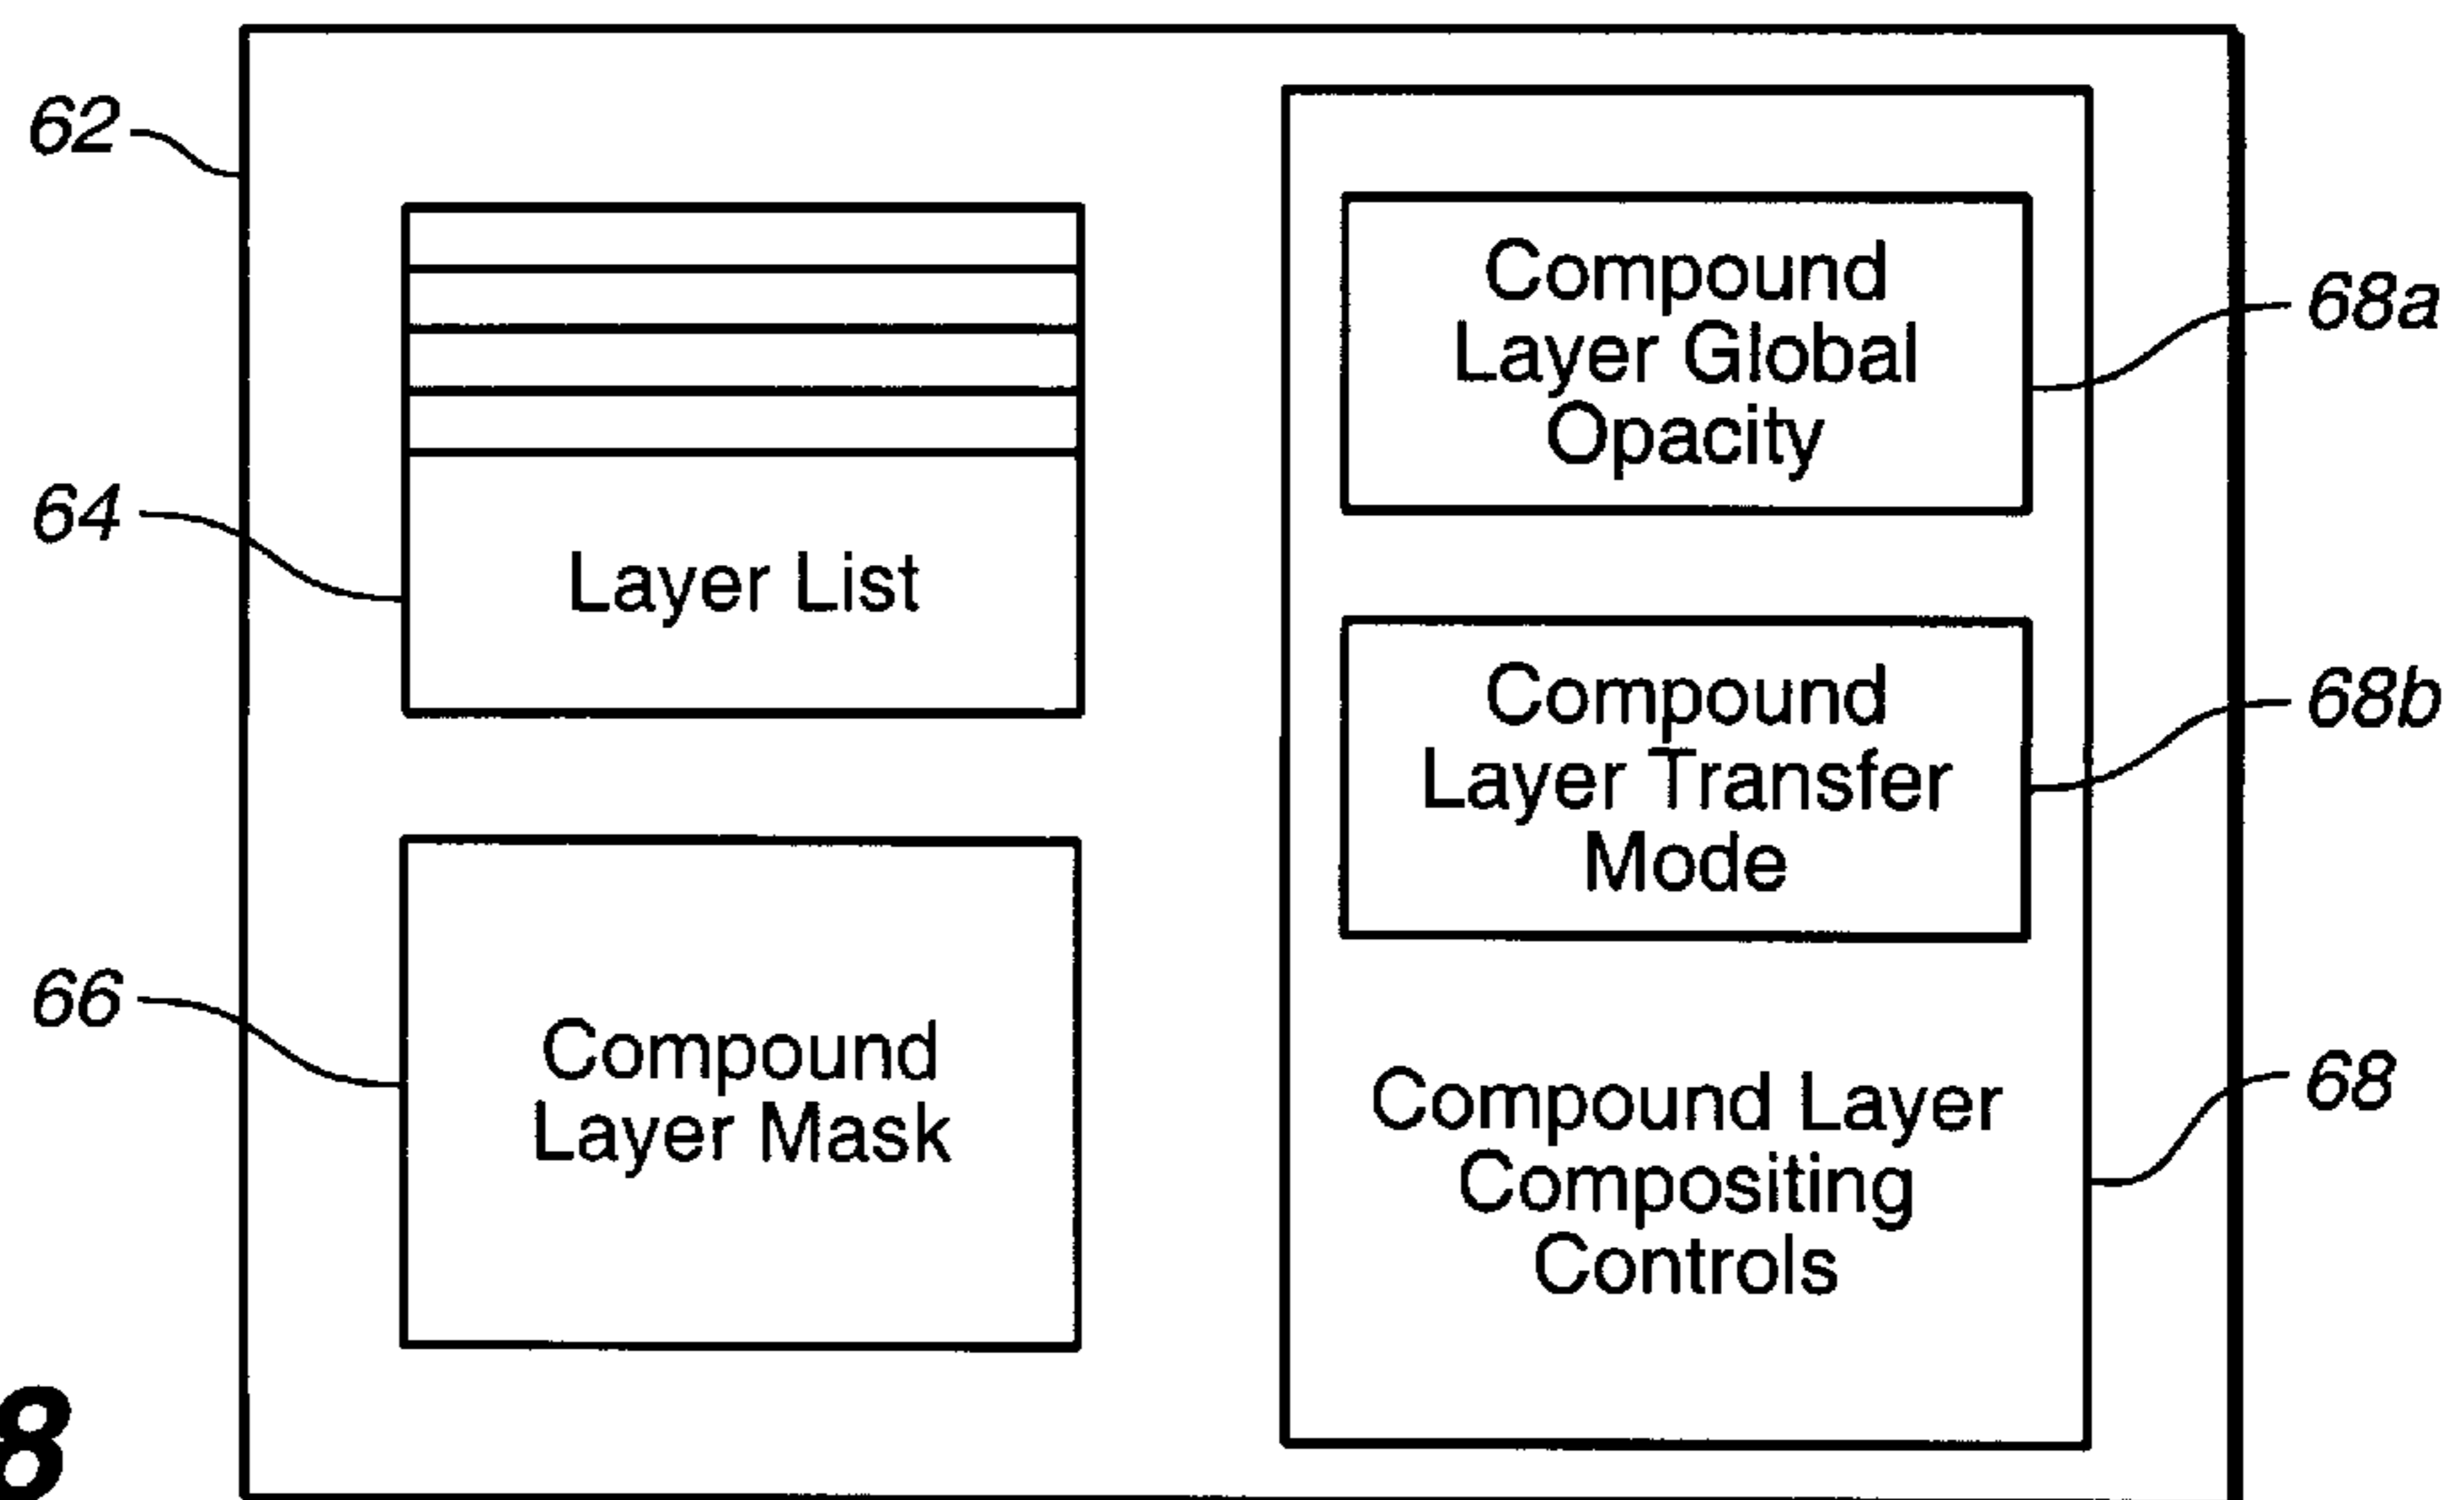 62
64
Layer List
66
Compound
Layer Mask
Compound
Layer Global
Opacity
68a
Compound
Layer Transfer
Mode
68b
Compound Layer
Compositing
Controls
68
8